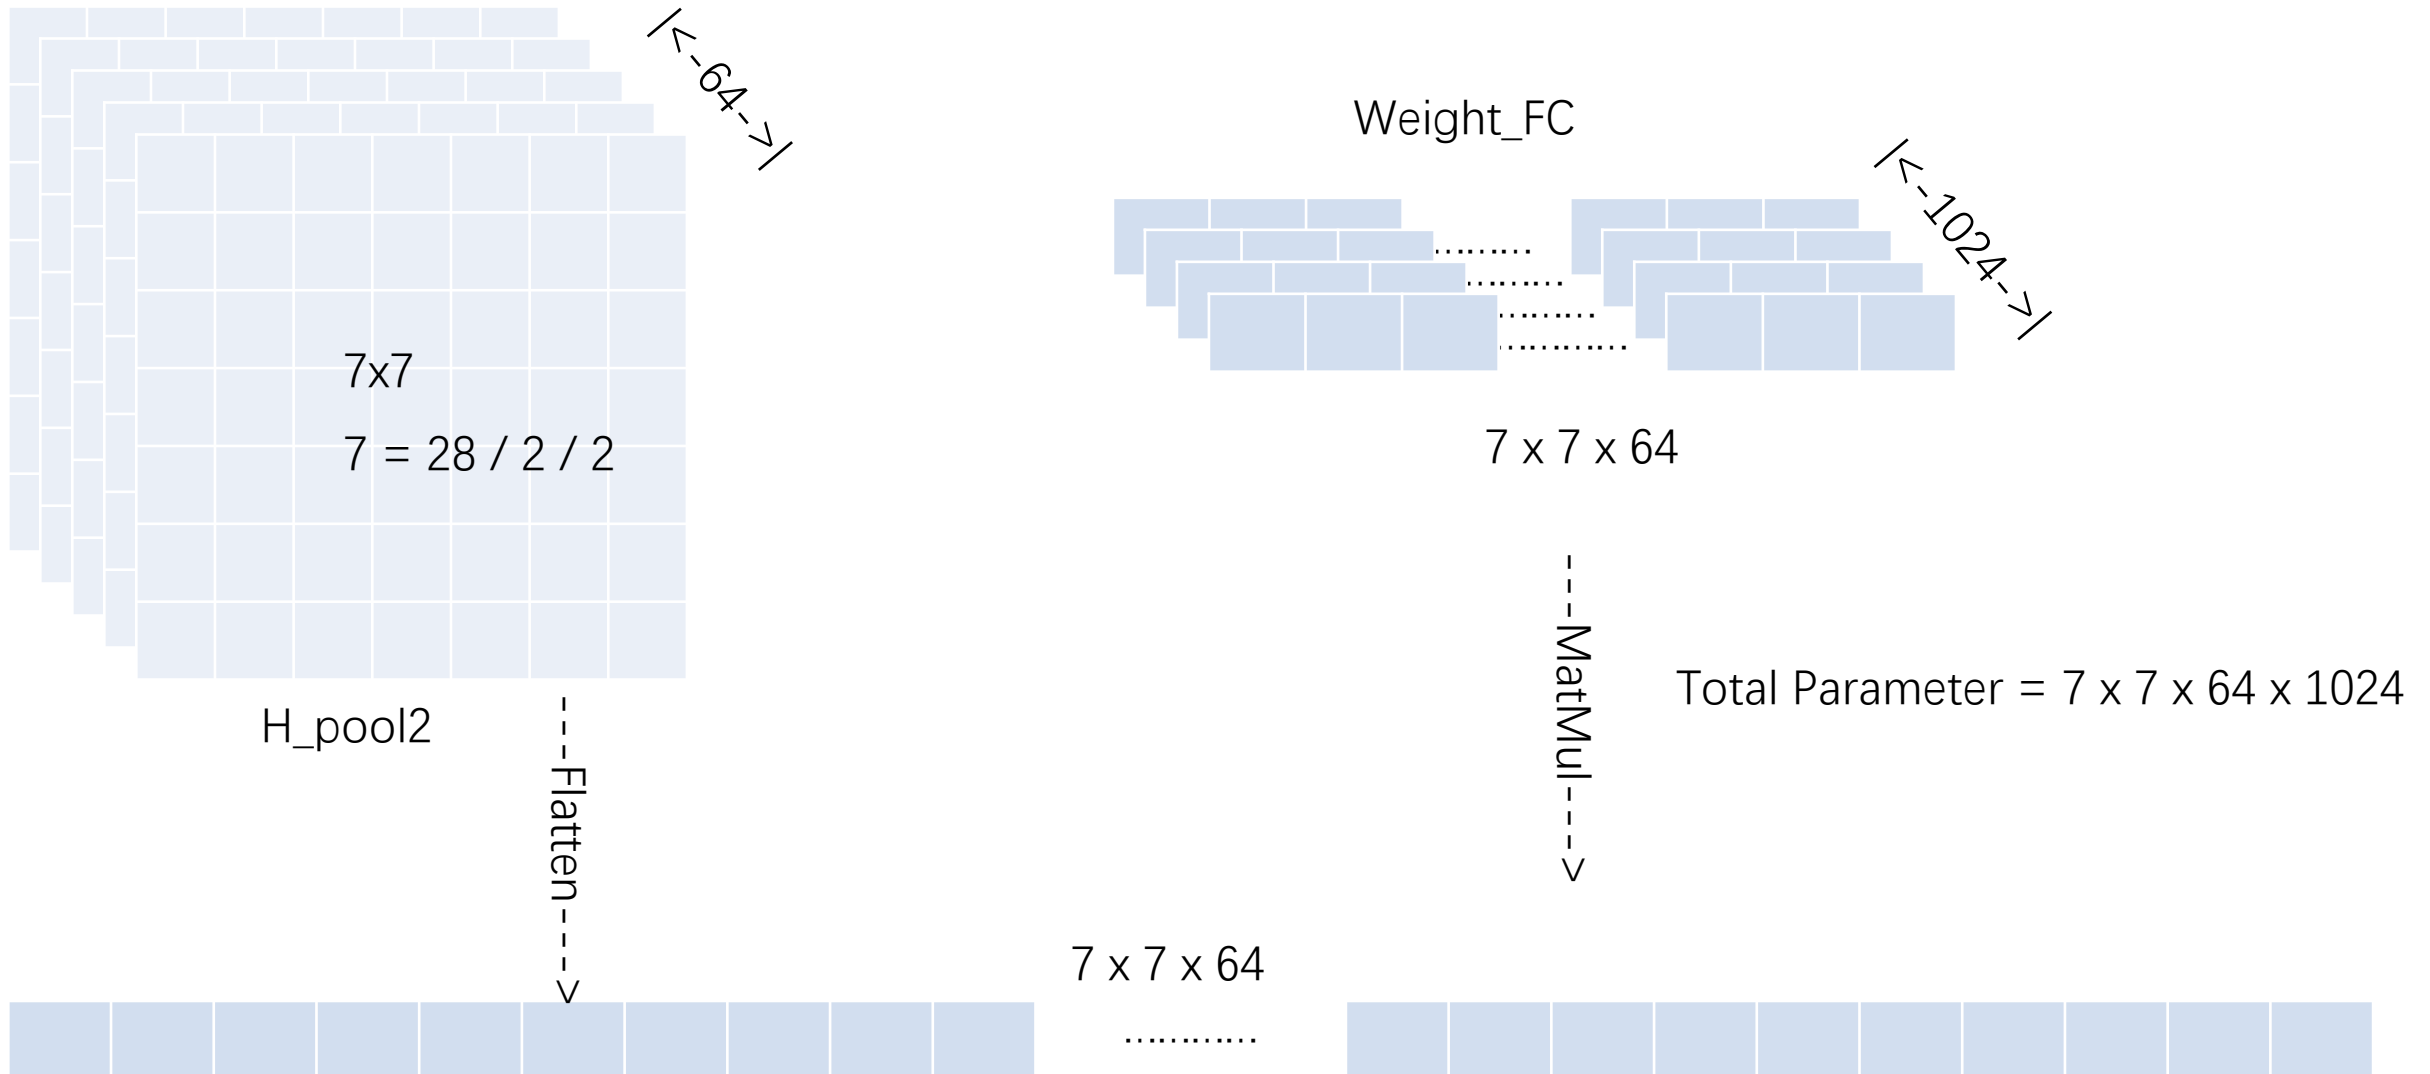 |<--64-->|
Weight_FC
|<--1024-->|
7x7
7 = 28 / 2 / 2
.........
.........
.........
............
7 x 7 x 64
H_pool2
---Flatten--->
---MatMul--->
Total Parameter = 7 x 7 x 64 x 1024
7 x 7 x 64
............